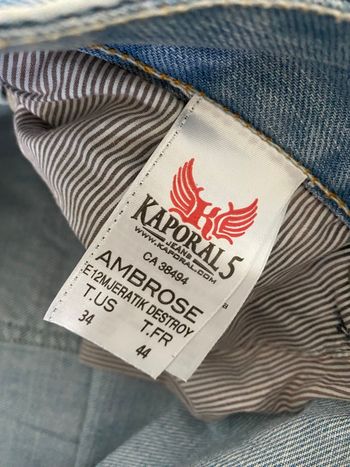 KAPORAL 5
JEANS
WWW.KAPORAL.COM
CA 38494
AMBROSE
E12MJERATIK DESTROY
T.US T.FR
34 44